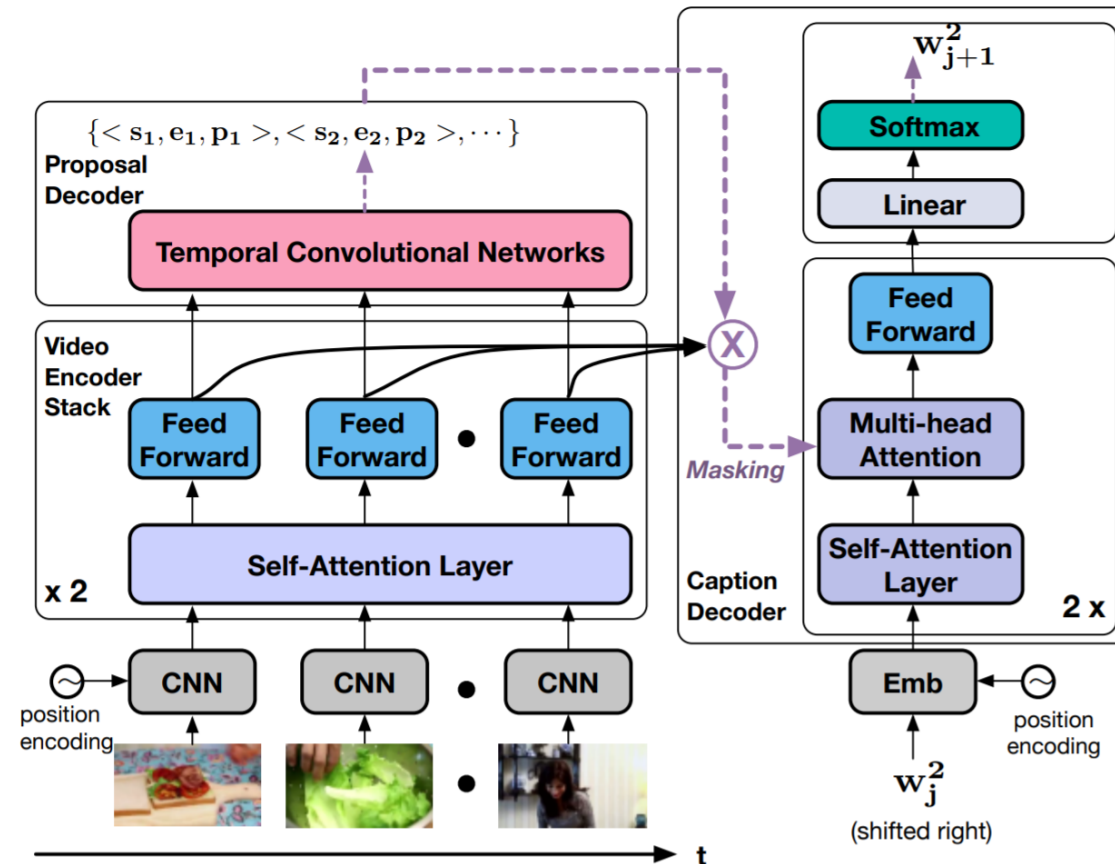 {< s₁, e₁, p₁ >, < s₂, e₂, p₂ >, ⋯}
Proposal
Decoder
Temporal Convolutional Networks
Video
Encoder
Stack
Feed
Forward
Feed
Forward
Feed
Forward
Self-Attention Layer
x 2
CNN
CNN
CNN
~
position
encoding
t
X
Masking
w²ⱼ₊₁
Softmax
Linear
Feed
Forward
Multi-head
Attention
Self-Attention
Layer
Caption
Decoder
2 x
Emb
~
position
encoding
w²ⱼ
(shifted right)